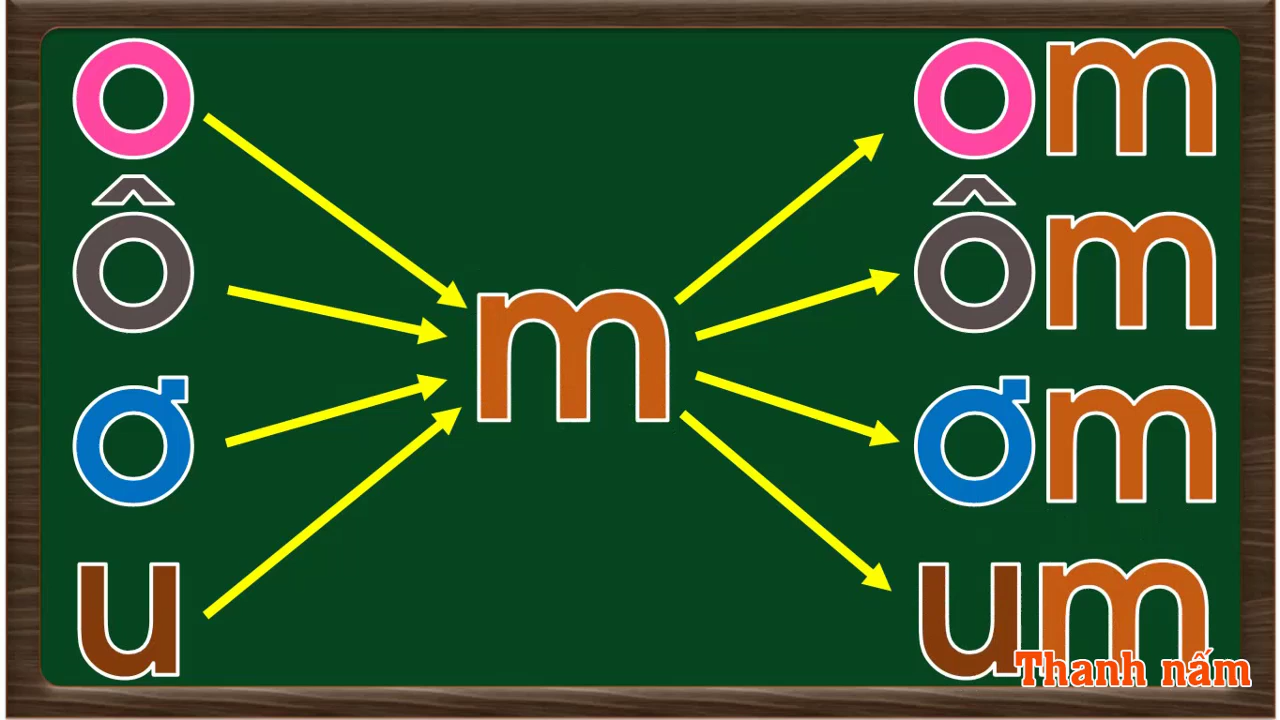 o om
ô ôm
m
ơ ơm
u um
Thanh nấm